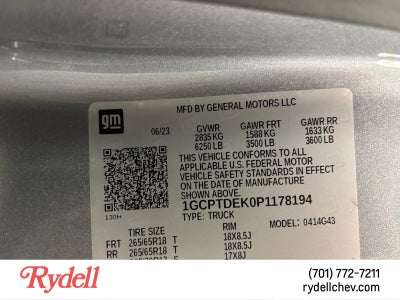 gm
MFD BY GENERAL MOTORS LLC
06/23
GVWR GAWR FRT GAWR RR
2835 KG 1588 KG 1633 KG
6250 LB 3500 LB 3600 LB
THIS VEHICLE CONFORMS TO ALL
APPLICABLE U.S. FEDERAL MOTOR
VEHICLE SAFETY STANDARDS IN EFFECT
ON THE DATE OF MANUFACTURE
1GCPTDEK0P1178194
TYPE: TRUCK MODEL: 0414G43
TIRE SIZE RIM
FRT 265/65R18 T 18X8.5J
RR 265/65R18 T 18X8.5J
17X8J
Rydell
(701) 772-7211
rydellchev.com